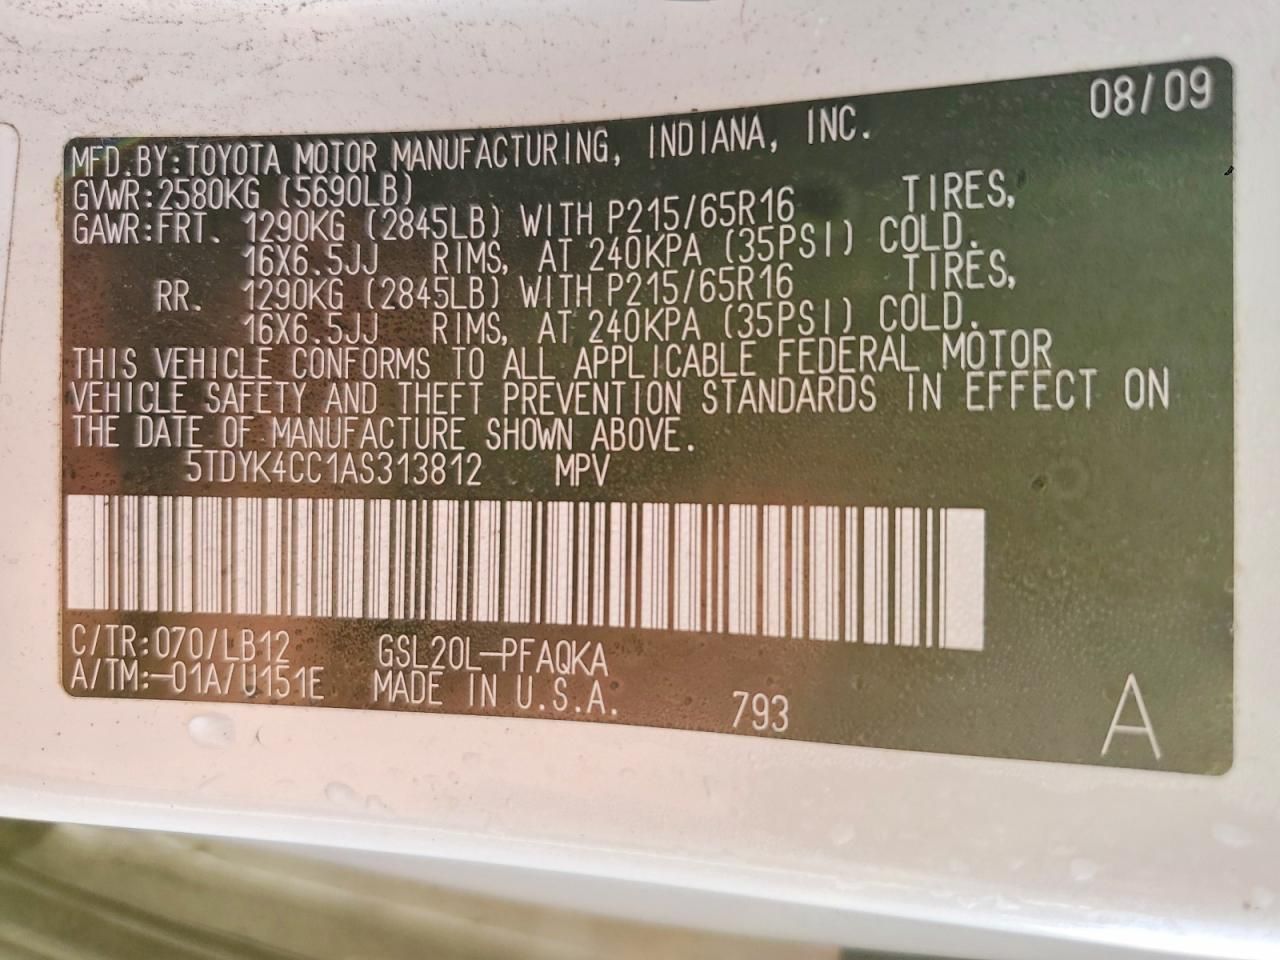 08/09
MFD.BY:TOYOTA MOTOR MANUFACTURING, INDIANA, INC.
GVWR:2580KG (5690LB)
GAWR:FRT. 1290KG (2845LB) WITH P215/65R16 TIRES,
16X6.5JJ RIMS, AT 240KPA (35PSI) COLD.
RR. 1290KG (2845LB) WITH P215/65R16 TIRES,
16X6.5JJ RIMS, AT 240KPA (35PSI) COLD.
THIS VEHICLE CONFORMS TO ALL APPLICABLE FEDERAL MOTOR
VEHICLE SAFETY AND THEFT PREVENTION STANDARDS IN EFFECT ON
THE DATE OF MANUFACTURE SHOWN ABOVE.
5TDYK4CC1AS313812 MPV
C/TR:070/LB12 GSL20L-PFAQKA
A/TM:-01A/U151E MADE IN U.S.A. 793 A